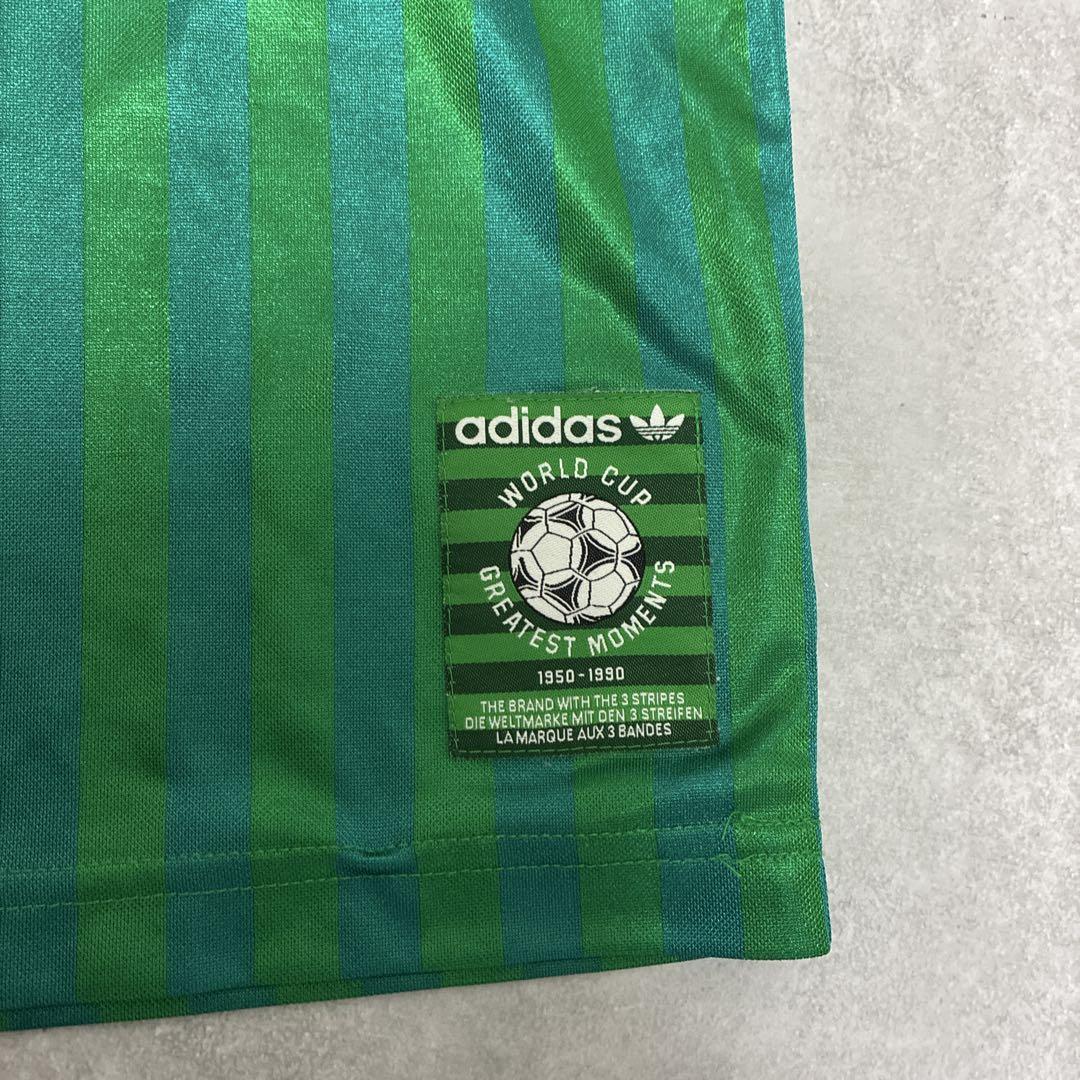 adidas
WORLD CUP
GREATEST MOMENTS
1950-1990
THE BRAND WITH THE 3 STRIPES
DIE WELTMARKE MIT DEN 3 STREIFEN
LA MARQUE AUX 3 BANDES